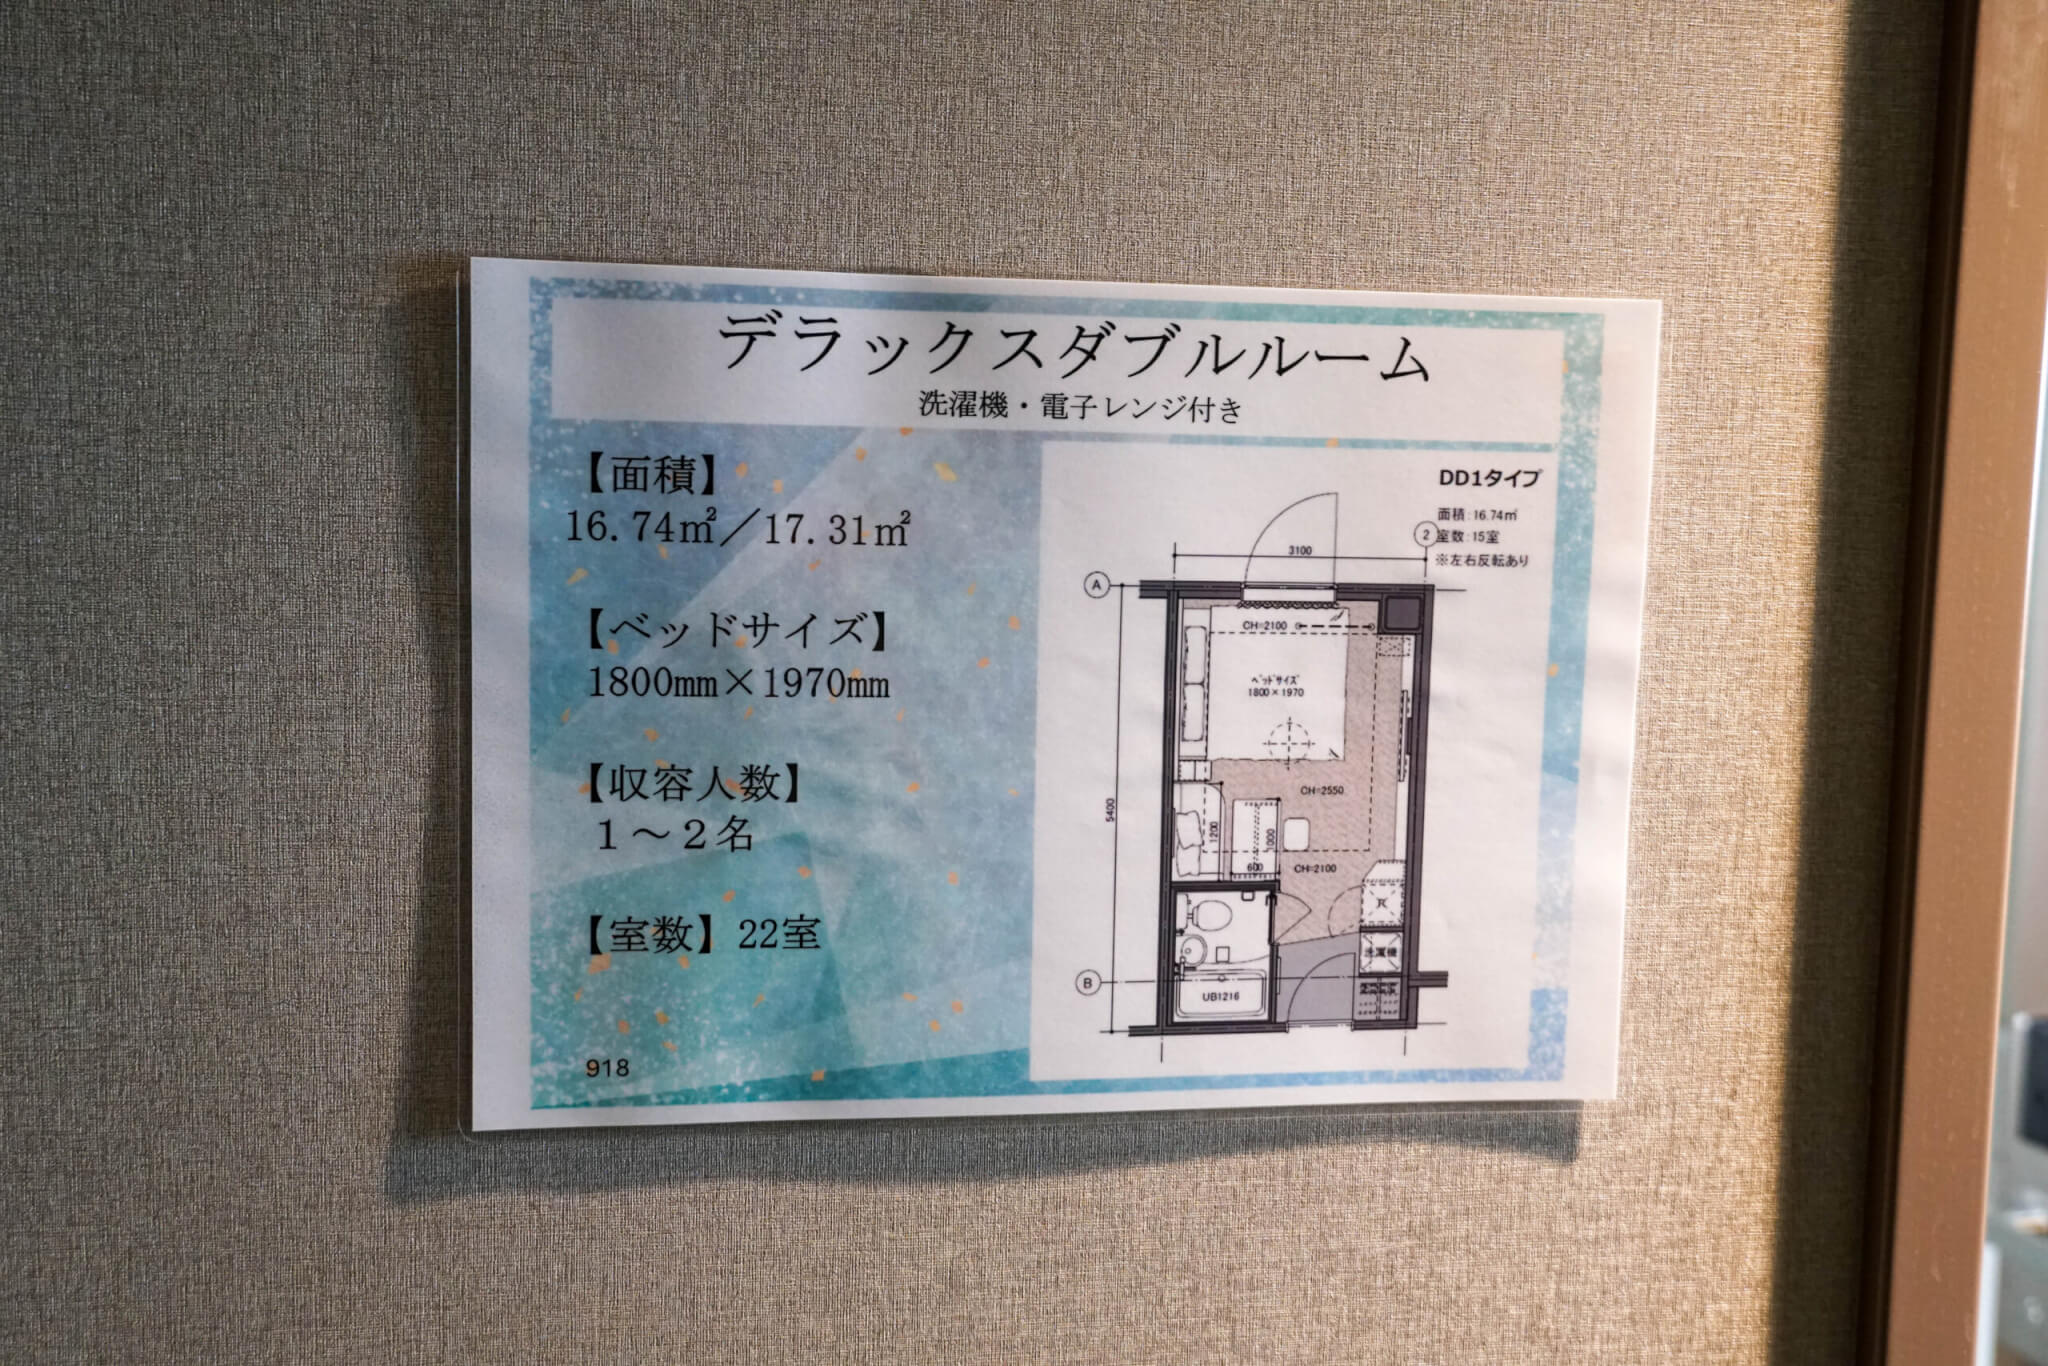 デラックスダブルルーム
洗濯機・電子レンジ付き
【面積】
16.74㎡/17.31㎡
【ベッドサイズ】
1800mm×1970mm
【収容人数】
1～2名
【室数】22室
918
DD1タイプ
面積:16.74㎡
室数:15室
※左右反転あり
2
3100
A
CH=2100
ベッドサイズ
1800×1970
CH=2550
5400
1200
1000
600
CH=2100
R
洗濯機
B
UB1216